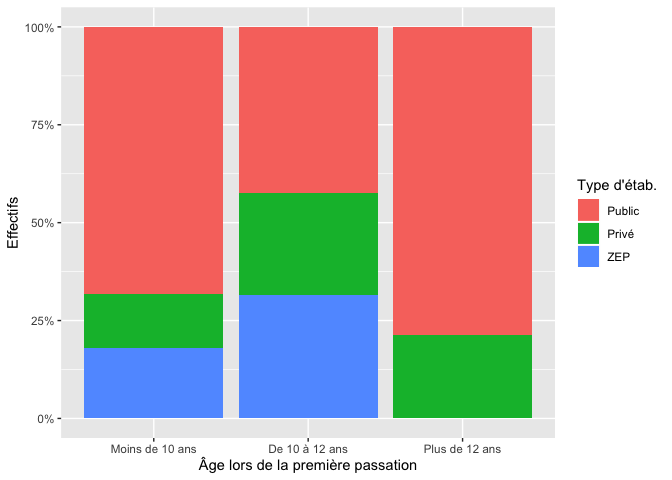 100%
75%
50%
25%
0%
Effectifs
Moins de 10 ans
De 10 à 12 ans
Plus de 12 ans
Âge lors de la première passation
Type d'étab.
Public
Privé
ZEP